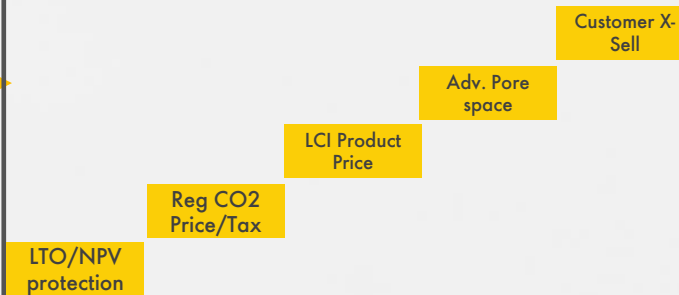 Customer X-
Sell
Adv. Pore
space
LCI Product
Price
Reg CO2
Price/Tax
LTO/NPV
protection